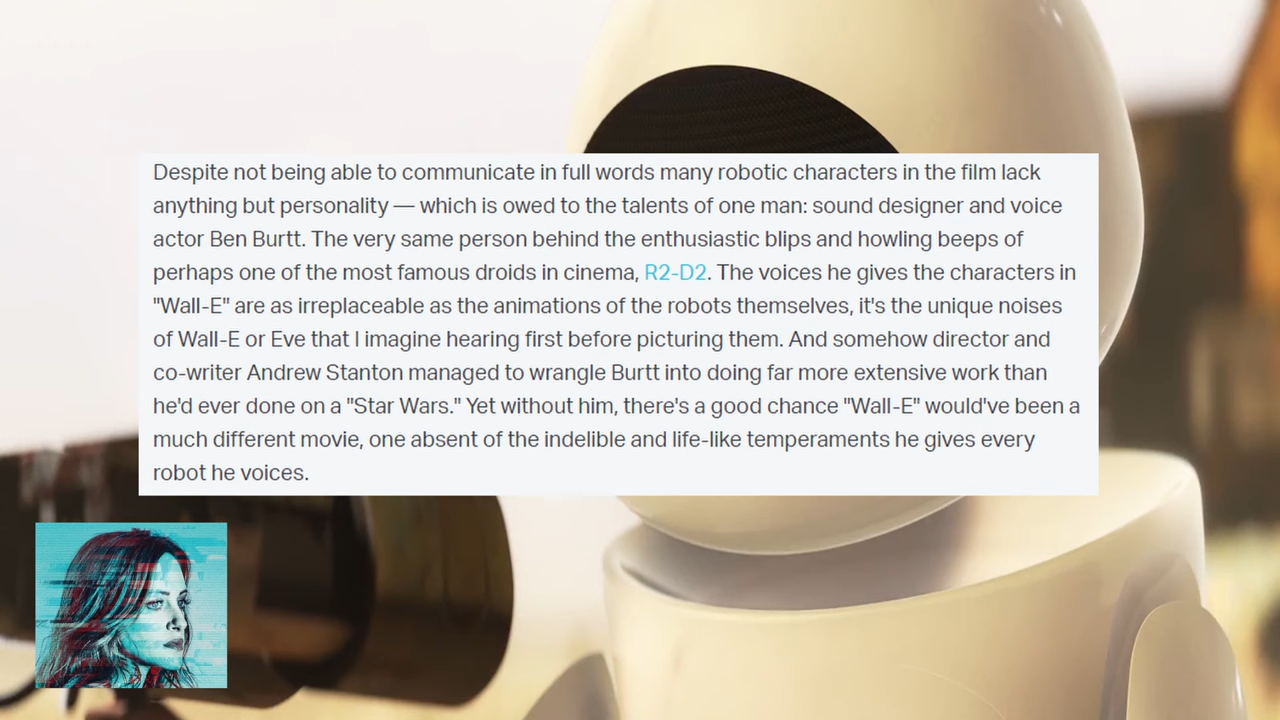 Despite not being able to communicate in full words many robotic characters in the film lack
anything but personality — which is owed to the talents of one man: sound designer and voice
actor Ben Burtt. The very same person behind the enthusiastic blips and howling beeps of
perhaps one of the most famous droids in cinema, R2-D2. The voices he gives the characters in
"Wall-E" are as irreplaceable as the animations of the robots themselves, it's the unique noises
of Wall-E or Eve that I imagine hearing first before picturing them. And somehow director and
co-writer Andrew Stanton managed to wrangle Burtt into doing far more extensive work than
he'd ever done on a "Star Wars." Yet without him, there's a good chance "Wall-E" would've been a
much different movie, one absent of the indelible and life-like temperaments he gives every
robot he voices.